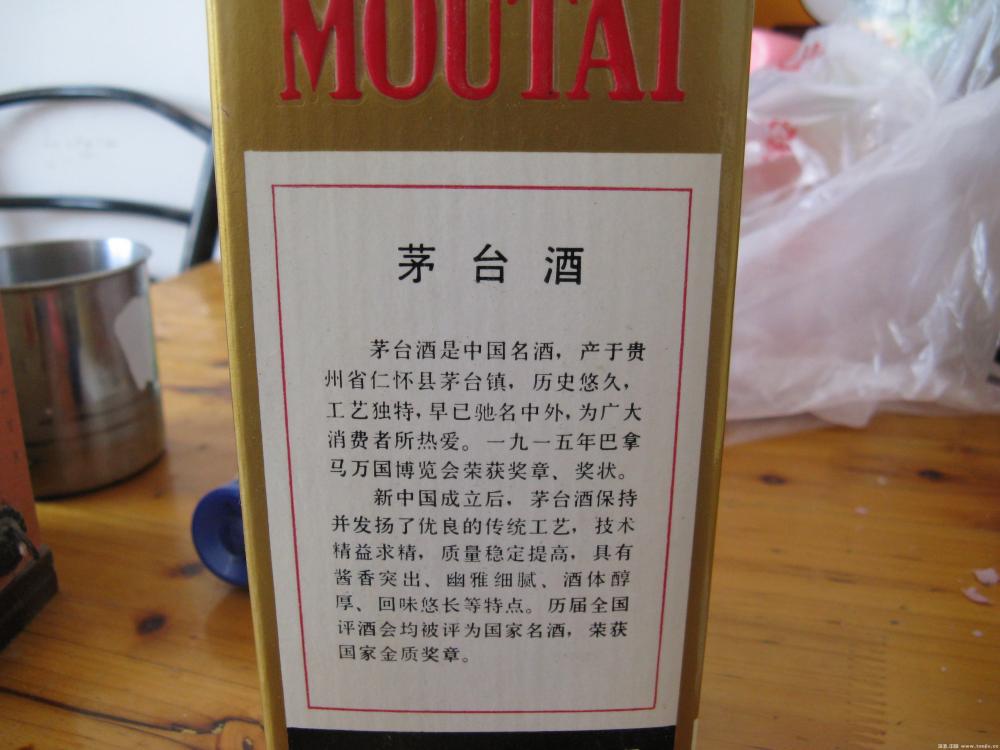 MOUTAI
茅台酒
茅台酒是中国名酒，产于贵
州省仁怀县茅台镇，历史悠久，
工艺独特，早已驰名中外，为广大
消费者所热爱。一九一五年巴拿
马万国博览会荣获奖章、奖状。
新中国成立后，茅台酒保持
并发扬了优良的传统工艺，技术
精益求精，质量稳定提高，具有
酱香突出、幽雅细腻、酒体醇
厚、回味悠长等特点。历届全国
评酒会均被评为国家名酒，荣获
国家金质奖章。